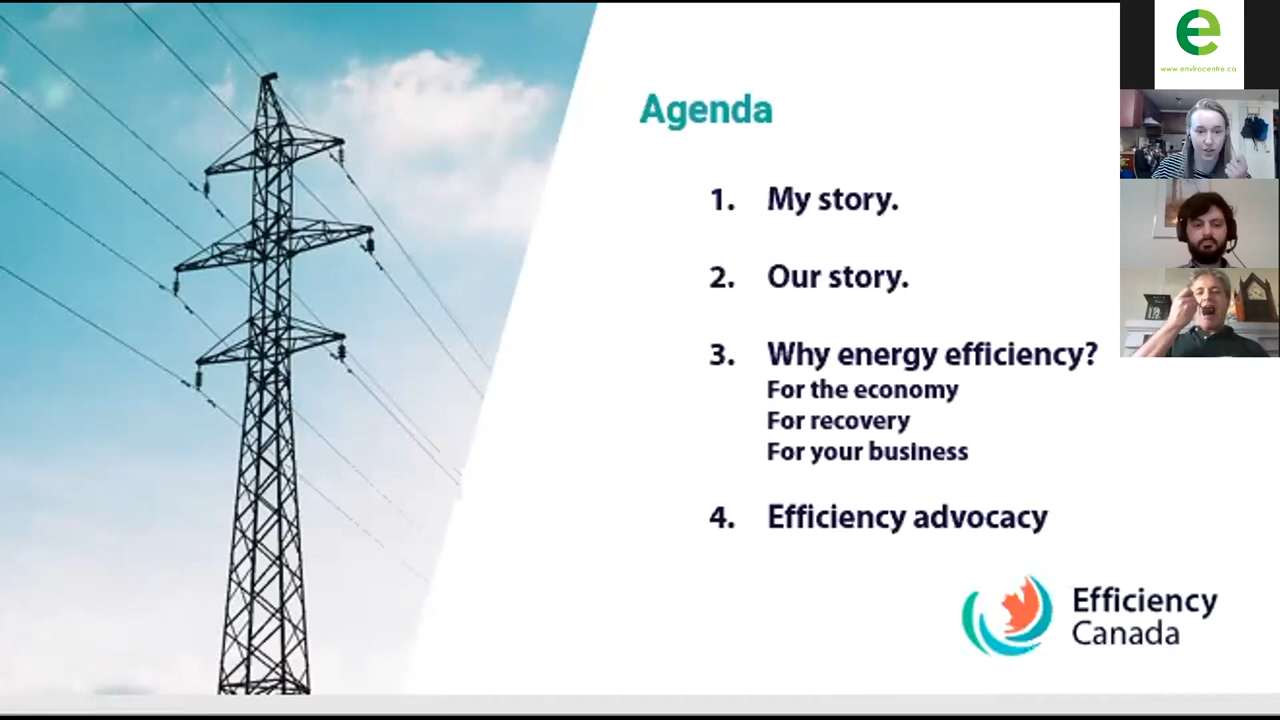 e
www.envirocentre.ca
Agenda
1. My story.
2. Our story.
3. Why energy efficiency?
For the economy
For recovery
For your business
4. Efficiency advocacy
Efficiency
Canada